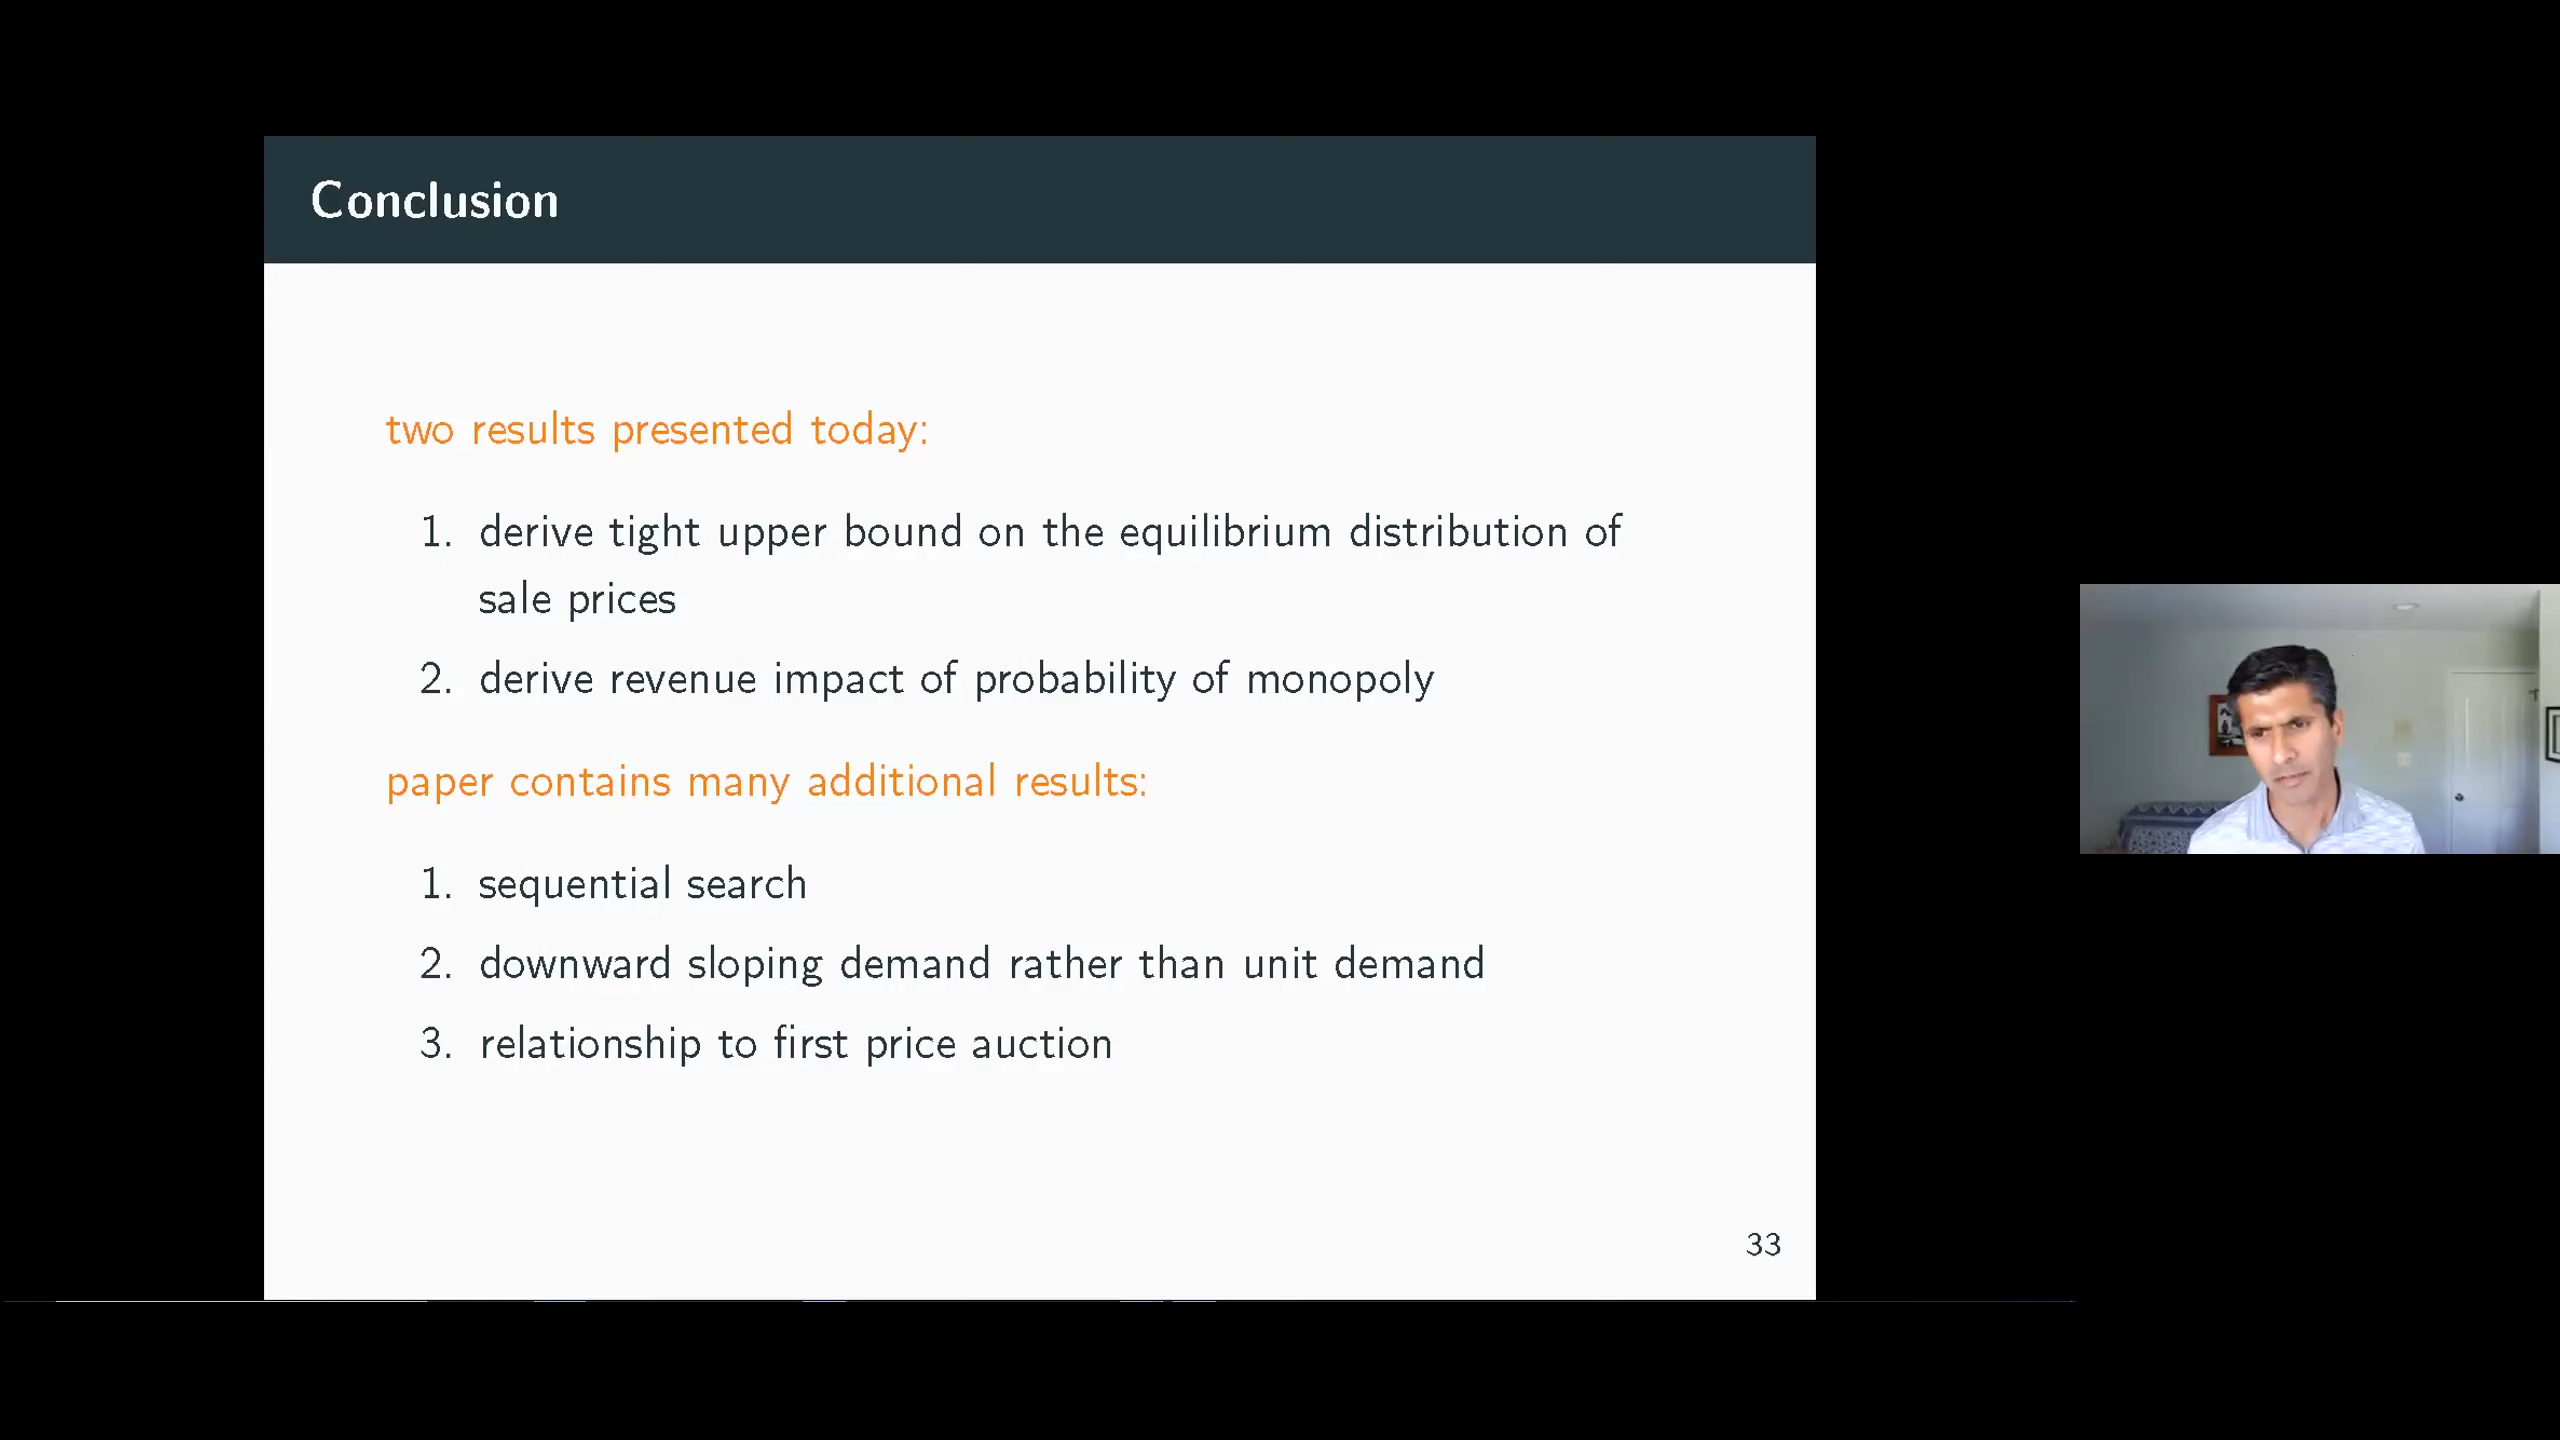 Conclusion
two results presented today:
1. derive tight upper bound on the equilibrium distribution of
sale prices
2. derive revenue impact of probability of monopoly
paper contains many additional results:
1. sequential search
2. downward sloping demand rather than unit demand
3. relationship to first price auction
33